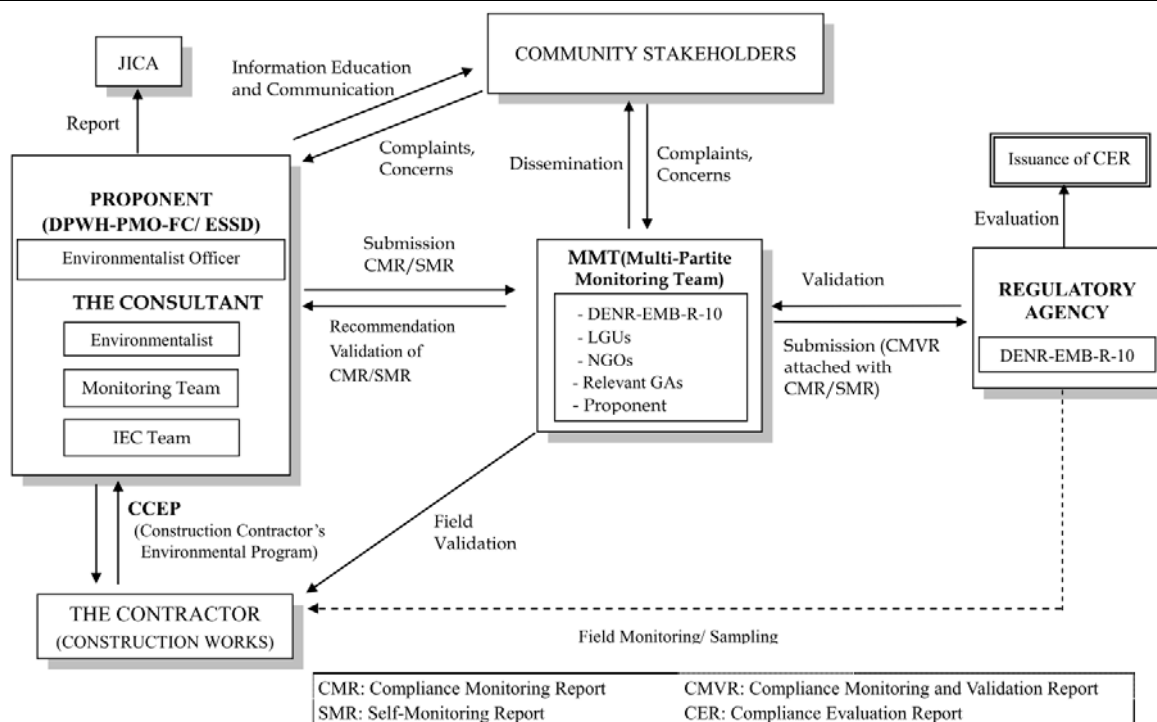 JICA
Report
Information Education
and Communication
COMMUNITY STAKEHOLDERS
Complaints,
Concerns
Dissemination
Complaints,
Concerns
Issuance of CER
Evaluation
PROPONENT
(DPWH-PMO-FC/ ESSD)
Environmentalist Officer
THE CONSULTANT
Environmentalist
Monitoring Team
IEC Team
Submission
CMR/SMR
Recommendation
Validation of
CMR/SMR
MMT(Multi-Partite
Monitoring Team)
- DENR-EMB-R-10
- LGUs
- NGOs
- Relevant GAs
- Proponent
Validation
Submission (CMVR
attached with
CMR/SMR)
REGULATORY
AGENCY
DENR-EMB-R-10
CCEP
(Construction Contractor's
Environmental Program)
Field
Validation
THE CONTRACTOR
(CONSTRUCTION WORKS)
Field Monitoring/ Sampling
CMR: Compliance Monitoring Report
CMVR: Compliance Monitoring and Validation Report
SMR: Self-Monitoring Report
CER: Compliance Evaluation Report